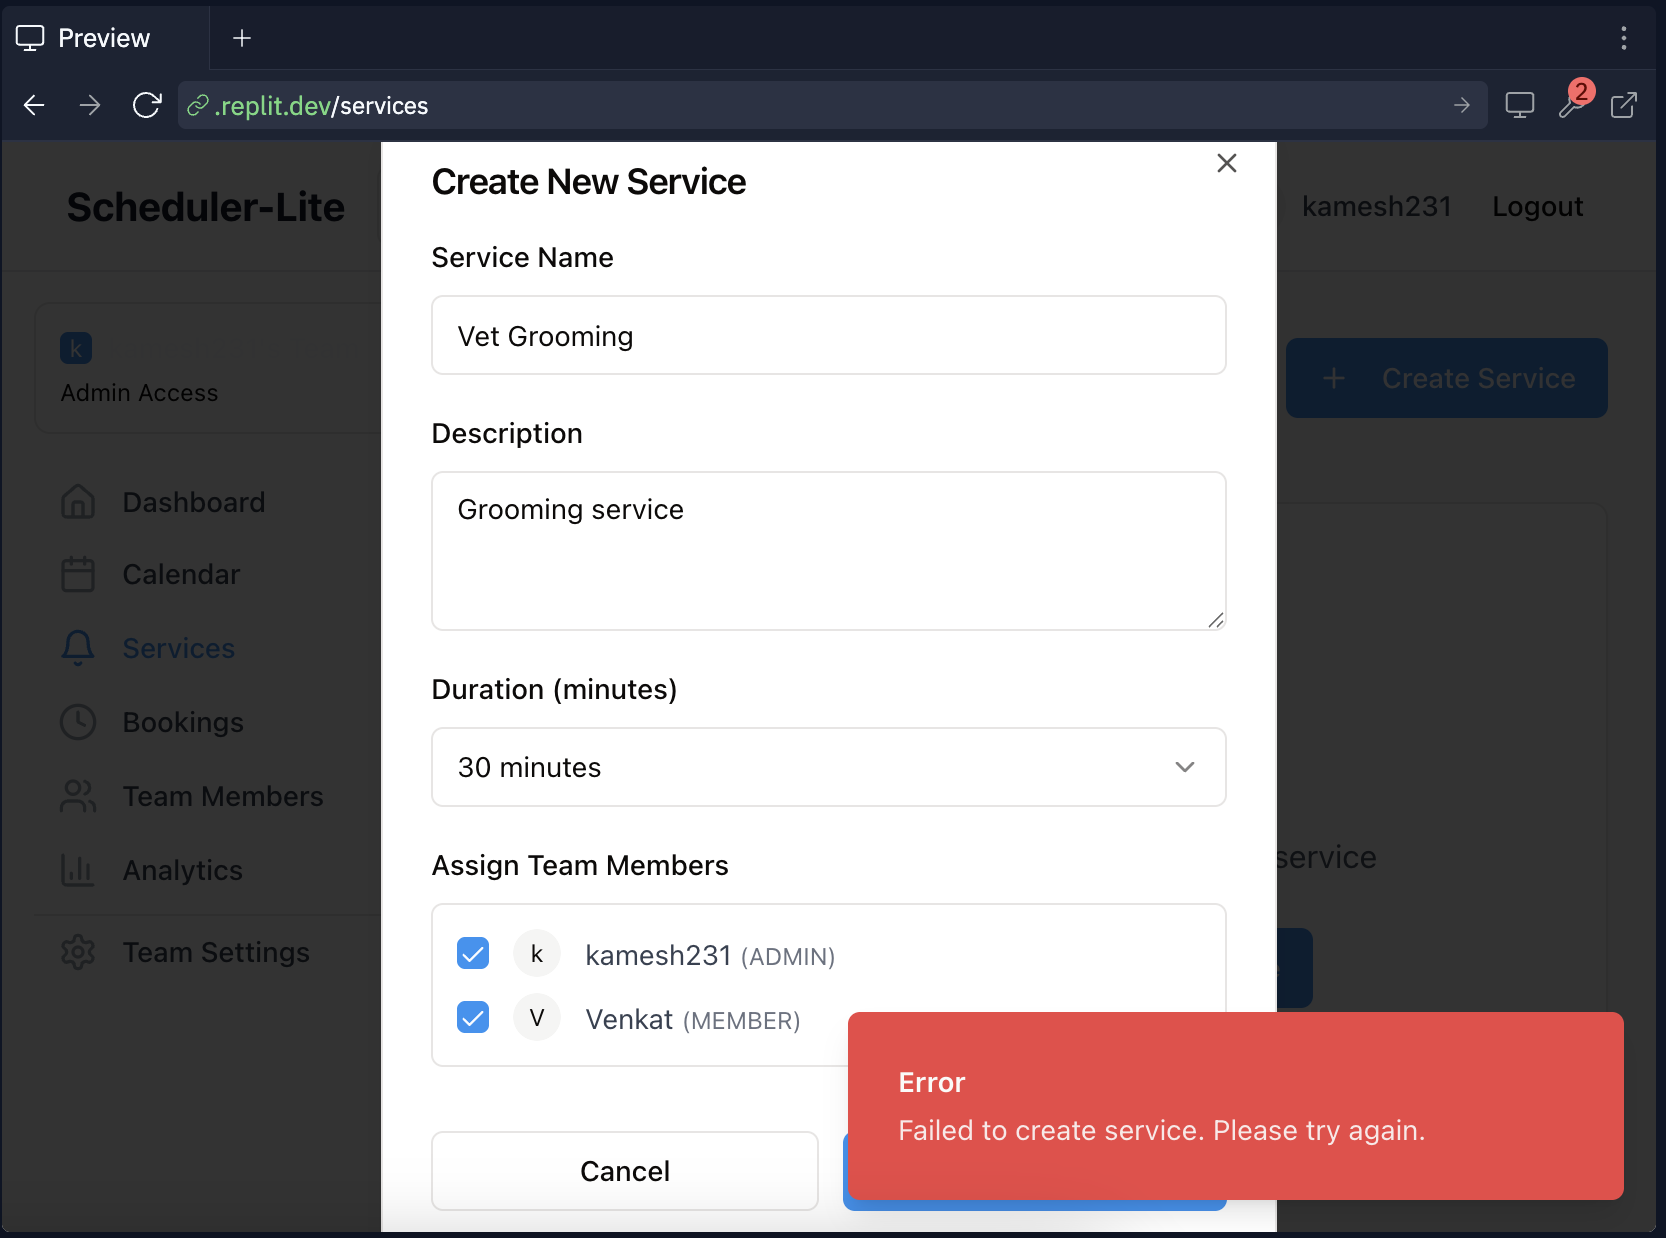 Preview
.replit.dev/services
2
Scheduler-Lite
kamesh231
Logout
k
Admin Access
Dashboard
Calendar
Services
Bookings
Team Members
Analytics
Team Settings
Create Service
service
Create New Service
Service Name
Vet Grooming
Description
Grooming service
Duration (minutes)
30 minutes
Assign Team Members
k kamesh231 (ADMIN)
V Venkat (MEMBER)
Cancel
Error
Failed to create service. Please try again.